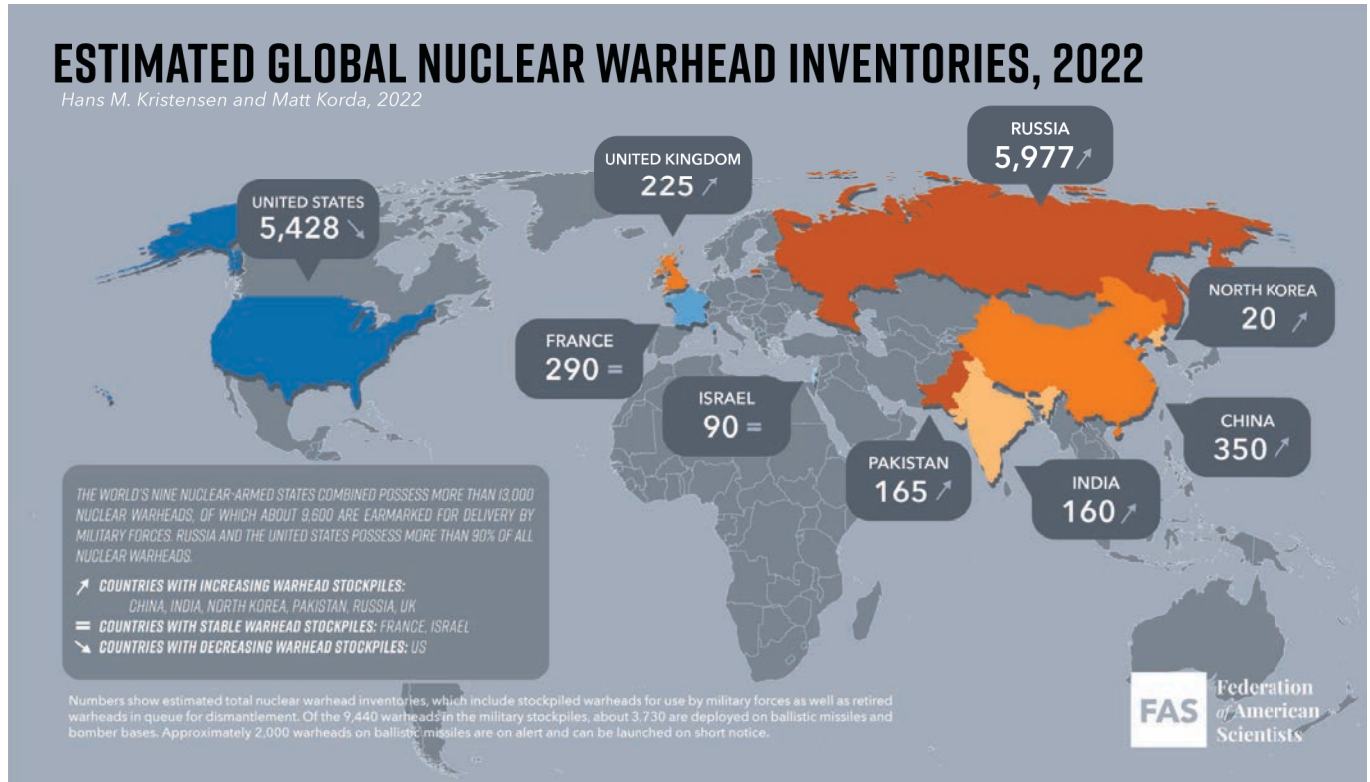 ESTIMATED GLOBAL NUCLEAR WARHEAD INVENTORIES, 2022
Hans M. Kristensen and Matt Korda, 2022
RUSSIA
5,977↗
UNITED KINGDOM
225 ↗
UNITED STATES
5,428 ↘
NORTH KOREA
20 ↗
FRANCE
290 =
ISRAEL
90 =
CHINA
350 ↗
PAKISTAN
165 ↗
INDIA
160 ↗
THE WORLD'S NINE NUCLEAR-ARMED STATES COMBINED POSSESS MORE THAN 13,000
NUCLEAR WARHEADS, OF WHICH ABOUT 9,600 ARE EARMARKED FOR DELIVERY BY
MILITARY FORCES. RUSSIA AND THE UNITED STATES POSSESS MORE THAN 90% OF ALL
NUCLEAR WARHEADS.
↗ COUNTRIES WITH INCREASING WARHEAD STOCKPILES:
CHINA, INDIA, NORTH KOREA, PAKISTAN, RUSSIA, UK
= COUNTRIES WITH STABLE WARHEAD STOCKPILES: FRANCE, ISRAEL
↘ COUNTRIES WITH DECREASING WARHEAD STOCKPILES: US
Numbers show estimated total nuclear warhead inventories, which include stockpiled warheads for use by military forces as well as retired
warheads in queue for dismantlement. Of the 9,440 warheads in the military stockpiles, about 3,730 are deployed on ballistic missiles and
bomber bases. Approximately 2,000 warheads on ballistic missiles are on alert and can be launched on short notice.
FAS
Federation
of American
Scientists